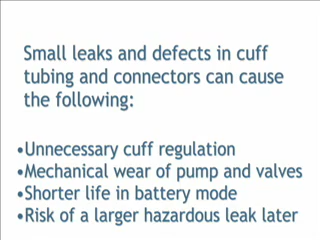 Small leaks and defects in cuff
tubing and connectors can cause
the following:
•Unnecessary cuff regulation
•Mechanical wear of pump and valves
•Shorter life in battery mode
•Risk of a larger hazardous leak later